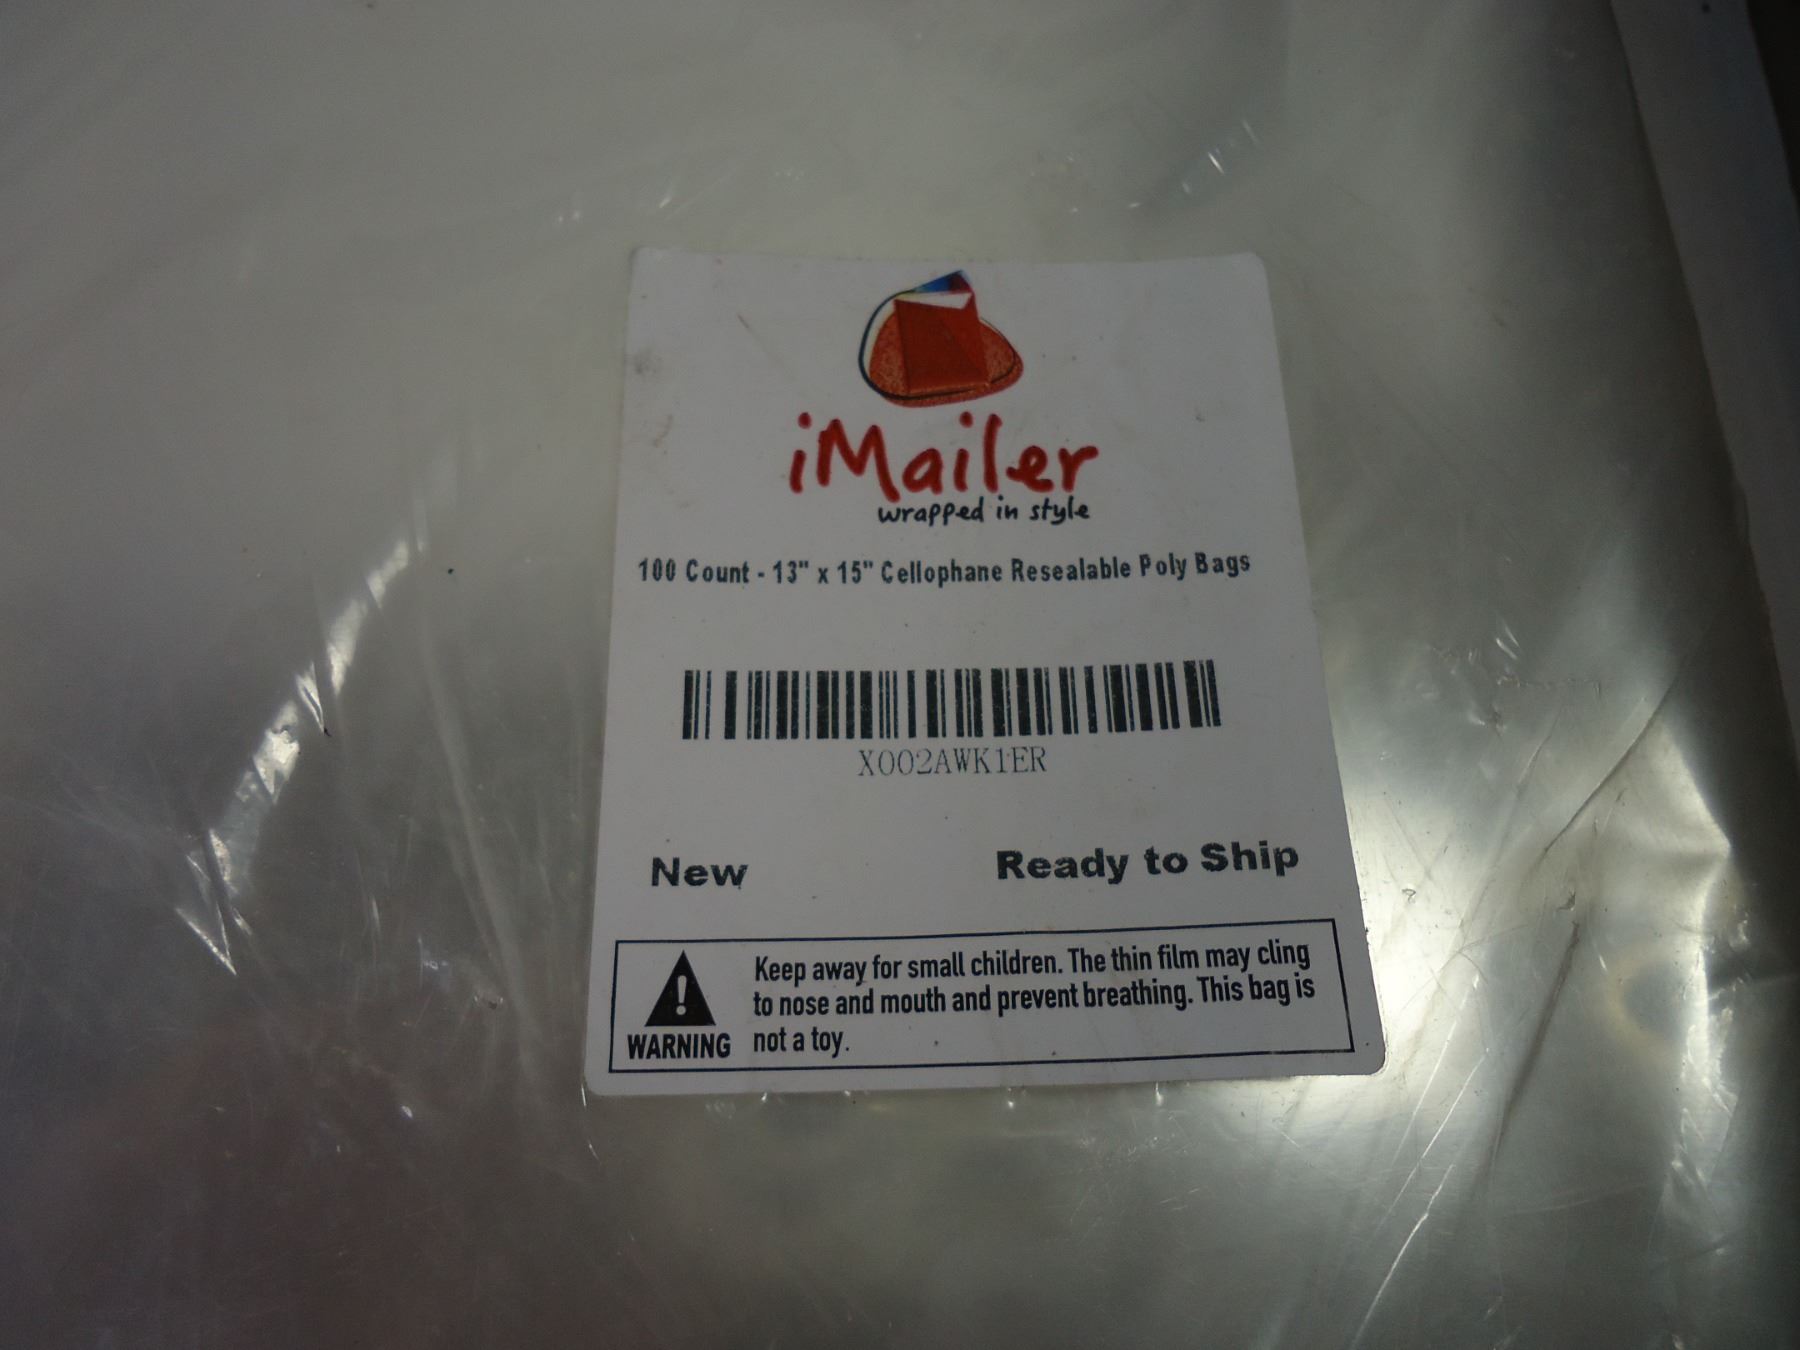 iMailer
wrapped in style
100 Count - 13" x 15" Cellophane Resealable Poly Bags
X002AWK1ER
New
Ready to Ship
Keep away for small children. The thin film may cling
to nose and mouth and prevent breathing. This bag is
not a toy.
WARNING